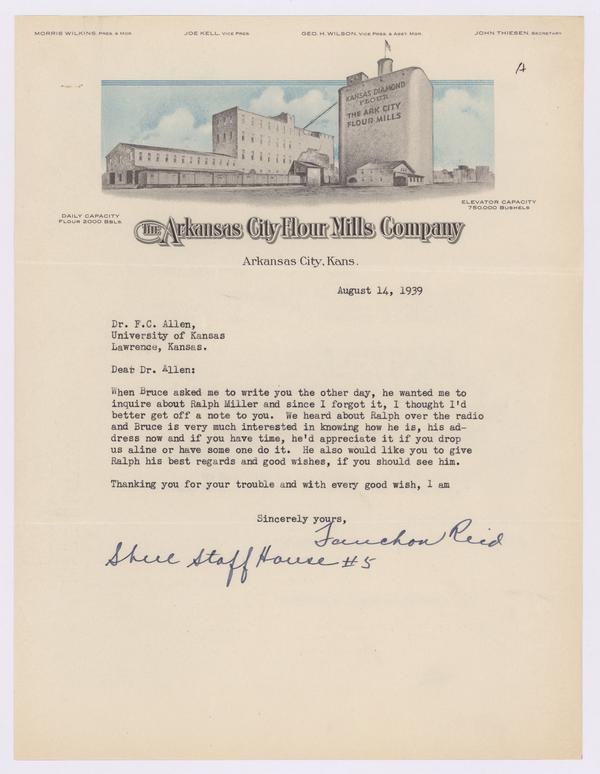 MORRIS WILKINS, PRES. & MGR. JOE KELL, VICE PRES. GEO. H. WILSON, VICE PRES. & ASST. MGR. JOHN THIESEN, SECRETARY
KANSAS DIAMOND
FLOUR
THE ARK CITY
FLOUR MILLS
DAILY CAPACITY
FLOUR 2000 BBLS.
ELEVATOR CAPACITY
750,000 BUSHELS
THE Arkansas City Flour Mills Company
Arkansas City, Kans.
August 14, 1939
Dr. F.C. Allen,
University of Kansas
Lawrence, Kansas.
Dear Dr. Allen:
When Bruce asked me to write you the other day, he wanted me to
inquire about Ralph Miller and since I forgot it, I thought I'd
better get off a note to you. We heard about Ralph over the radio
and Bruce is very much interested in knowing how he is, his ad-
dress now and if you have time, he'd appreciate it if you drop
us aline or have some one do it. He also would like you to give
Ralph his best regards and good wishes, if you should see him.
Thanking you for your trouble and with every good wish, I am
Sincerely yours,
Fanchon Reid
Staff House #5